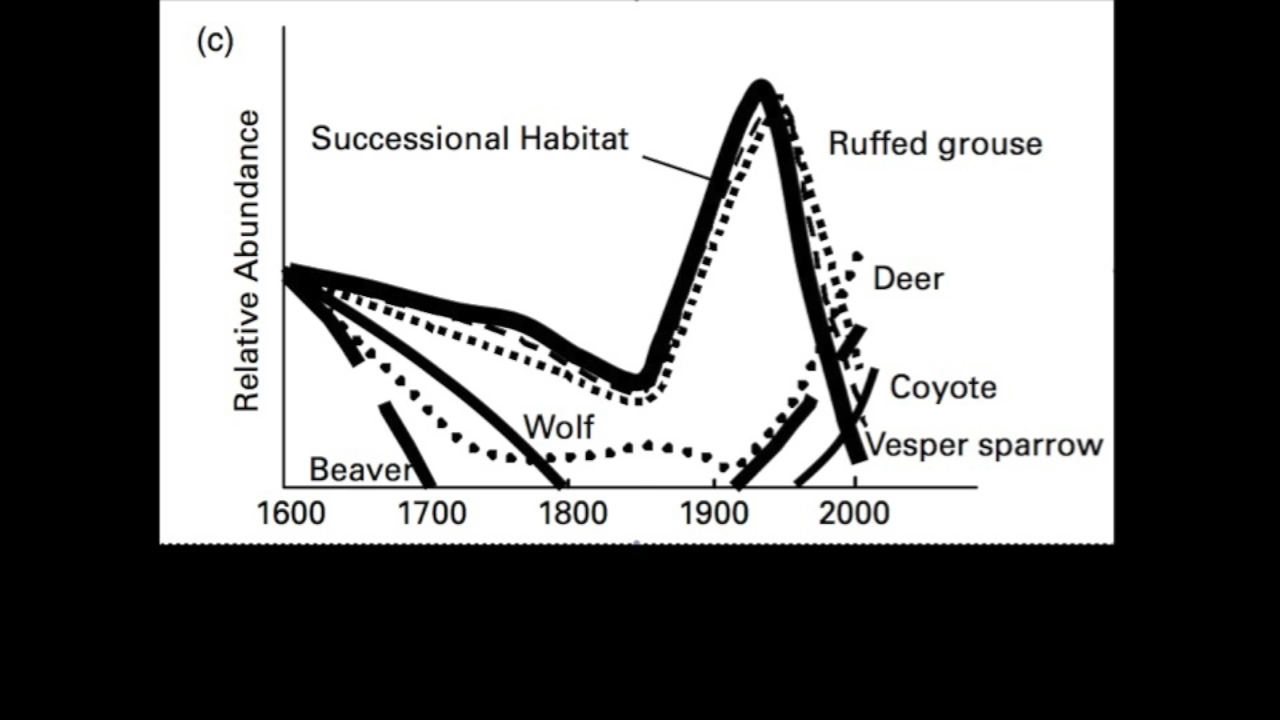 (c)
Relative Abundance
Successional Habitat
Ruffed grouse
Deer
Coyote
Wolf
Vesper sparrow
Beaver
1600 1700 1800 1900 2000